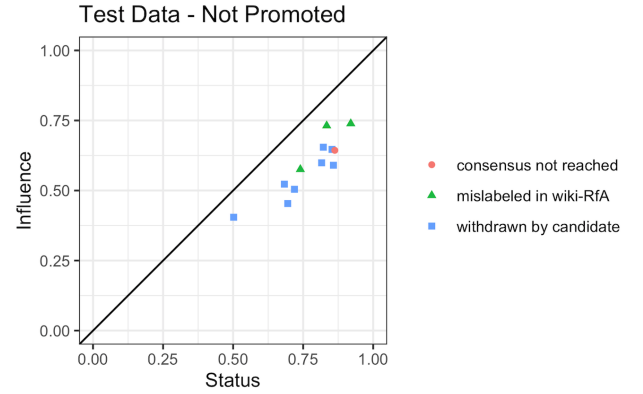 Test Data - Not Promoted
1.00
0.75
0.50
0.25
0.00
Influence
0.00 0.25 0.50 0.75 1.00
Status
consensus not reached
mislabeled in wiki-RfA
withdrawn by candidate